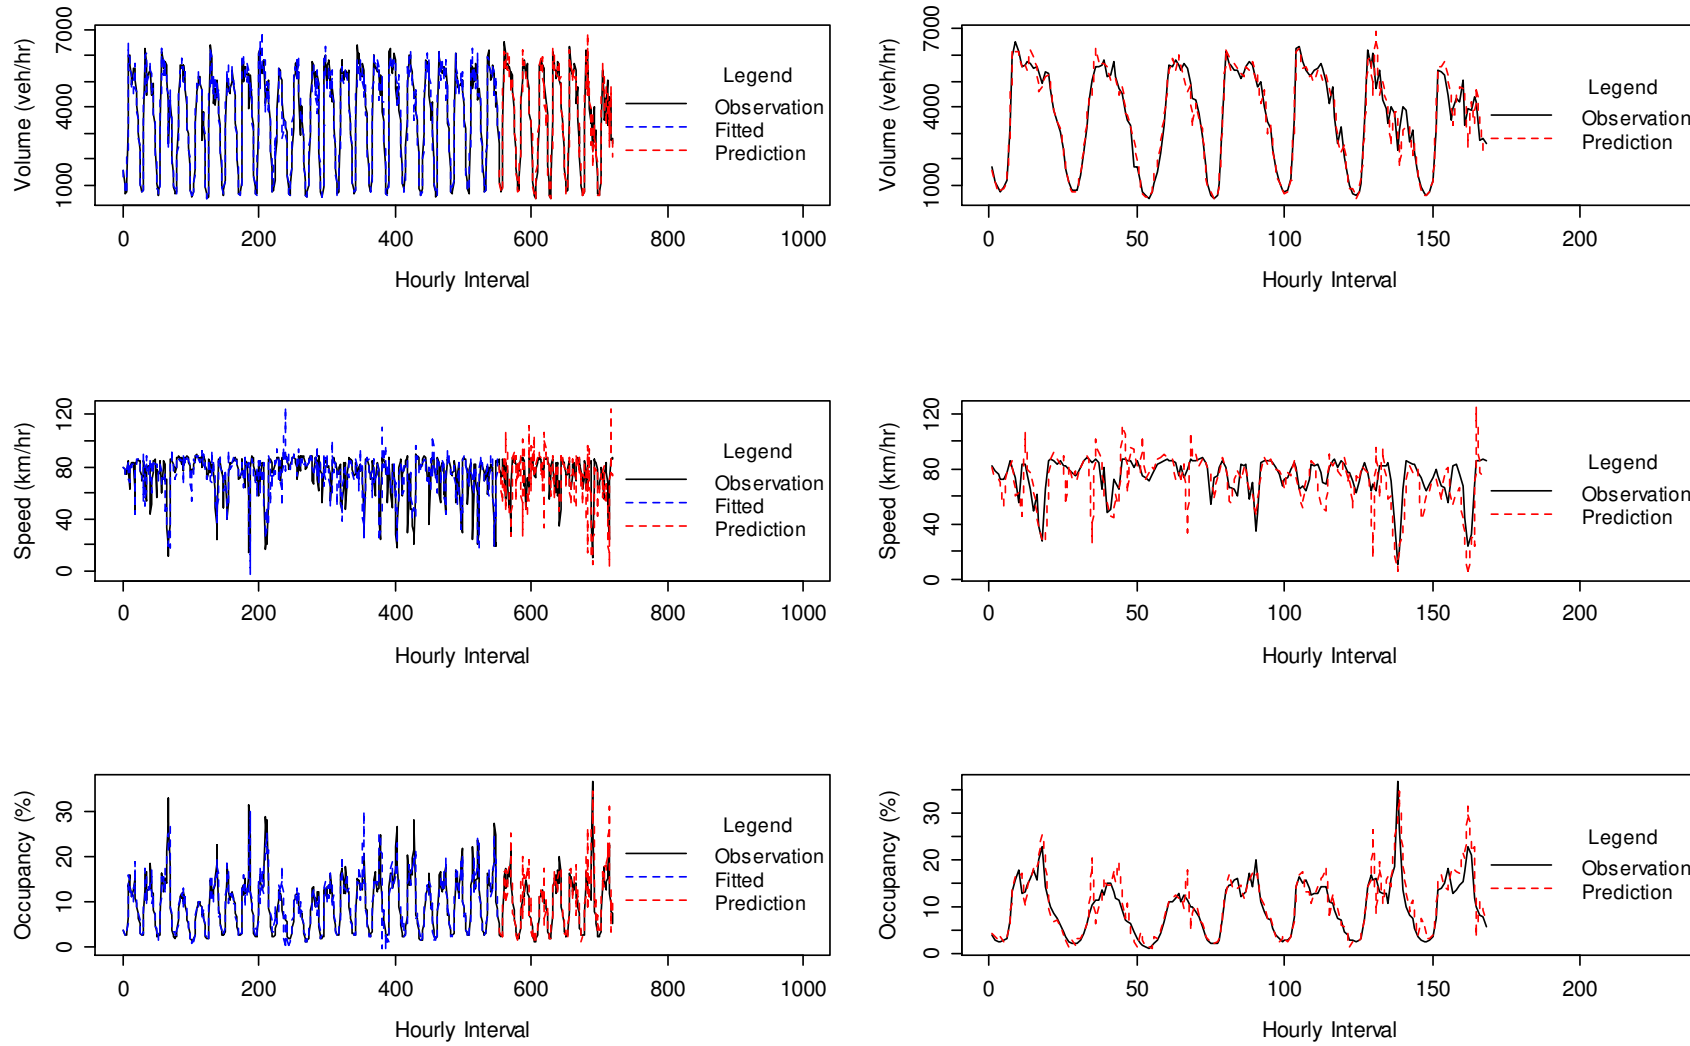 Volume (veh/hr)
7000
4000
1000
Legend
Observation
Fitted
Prediction
0 200 400 600 800 1000
Hourly Interval
Volume (veh/hr)
7000
4000
1000
Legend
Observation
Prediction
0 50 100 150 200
Hourly Interval
Speed (km/hr)
120
80
40
0
Legend
Observation
Fitted
Prediction
0 200 400 600 800 1000
Hourly Interval
Speed (km/hr)
120
80
40
0
Legend
Observation
Prediction
0 50 100 150 200
Hourly Interval
Occupancy (%)
30
20
10
0
Legend
Observation
Fitted
Prediction
0 200 400 600 800 1000
Hourly Interval
Occupancy (%)
30
20
10
0
Legend
Observation
Prediction
0 50 100 150 200
Hourly Interval